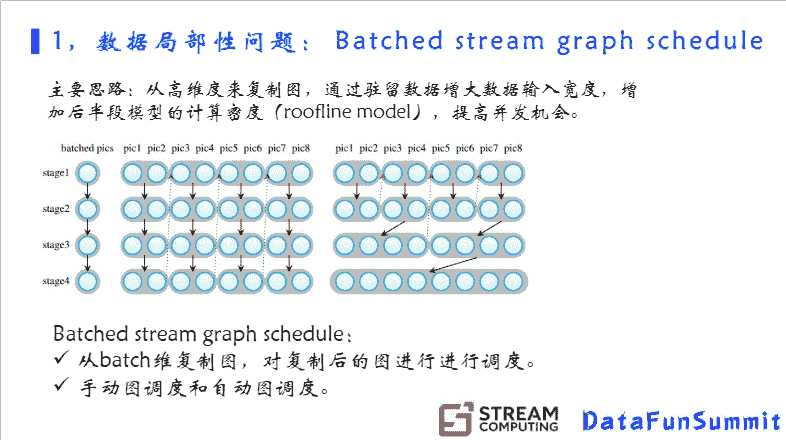 1，数据局部性问题：Batched stream graph schedule
主要思路：从高维度来复制图，通过驻留数据增大数据输入宽度，增
加后半段模型的计算密度（roofline model），提高并发机会。
batched pics pic1 pic2 pic3 pic4 pic5 pic6 pic7 pic8 pic1 pic2 pic3 pic4 pic5 pic6 pic7 pic8
stage1
stage2
stage3
stage4
Batched stream graph schedule：
✓ 从batch维复制图，对复制后的图进行进行调度。
✓ 手动图调度和自动图调度。
STREAM
COMPUTING
DataFunSummit